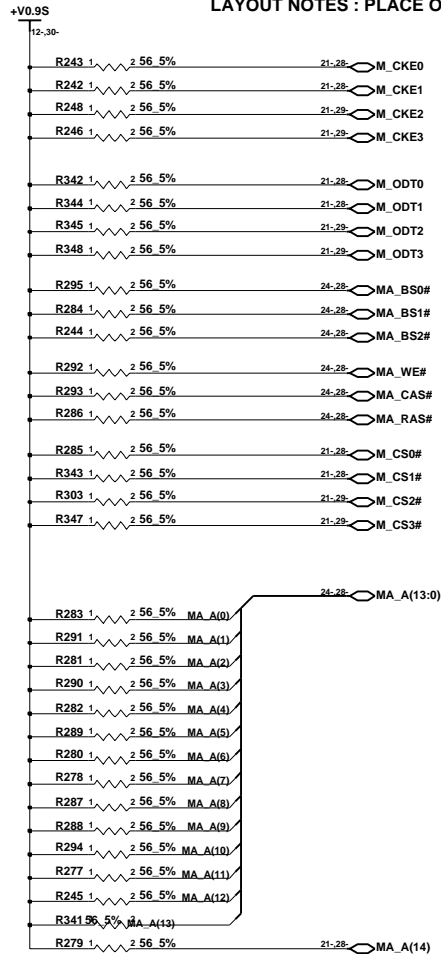 LAYOUT NOTES : PLACE O
+V0.9S
12-,30-
R243 1 2 56_5% 21-,28- M_CKE0
R242 1 2 56_5% 21-,28- M_CKE1
R248 1 2 56_5% 21-,29- M_CKE2
R246 1 2 56_5% 21-,29- M_CKE3
R342 1 2 56_5% 21-,28- M_ODT0
R344 1 2 56_5% 21-,28- M_ODT1
R345 1 2 56_5% 21-,29- M_ODT2
R348 1 2 56_5% 21-,29- M_ODT3
R295 1 2 56_5% 24-,28- MA_BS0#
R284 1 2 56_5% 24-,28- MA_BS1#
R244 1 2 56_5% 24-,28- MA_BS2#
R292 1 2 56_5% 24-,28- MA_WE#
R293 1 2 56_5% 24-,28- MA_CAS#
R286 1 2 56_5% 24-,28- MA_RAS#
R285 1 2 56_5% 21-,28- M_CS0#
R343 1 2 56_5% 21-,28- M_CS1#
R303 1 2 56_5% 21-,29- M_CS2#
R347 1 2 56_5% 21-,29- M_CS3#
24-,28- MA_A(13:0)
R283 1 2 56_5% MA_A(0)
R291 1 2 56_5% MA_A(1)
R281 1 2 56_5% MA_A(2)
R290 1 2 56_5% MA_A(3)
R282 1 2 56_5% MA_A(4)
R289 1 2 56_5% MA_A(5)
R280 1 2 56_5% MA_A(6)
R278 1 2 56_5% MA_A(7)
R287 1 2 56_5% MA_A(8)
R288 1 2 56_5% MA_A(9)
R294 1 2 56_5% MA_A(10)
R277 1 2 56_5% MA_A(11)
R245 1 2 56_5% MA_A(12)
R341 56_5% 2 MA_A(13)
R279 1 2 56_5% 21-,28- MA_A(14)